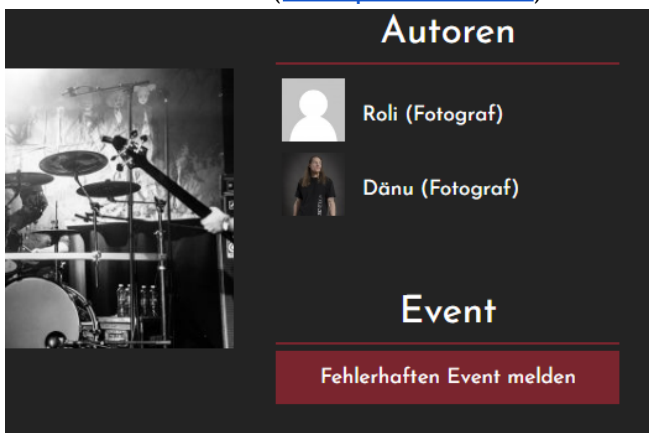 Autoren
Roli (Fotograf)
Dänu (Fotograf)
Event
Fehlerhaften Event melden